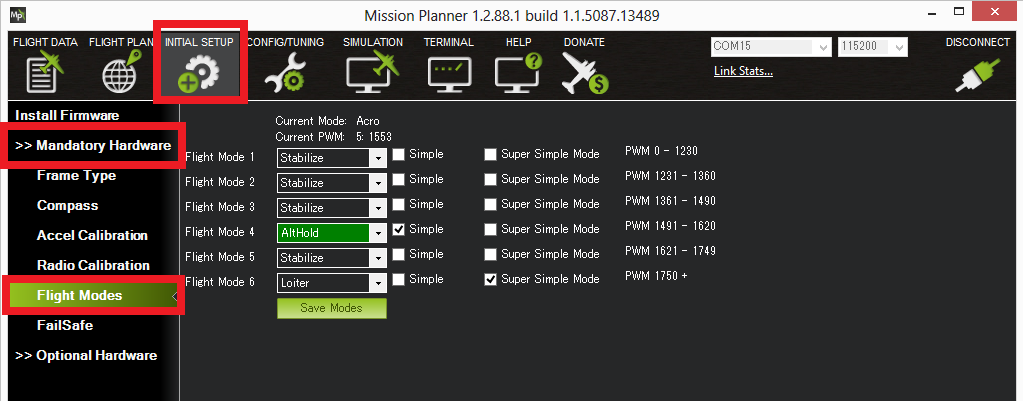 Mp
Mission Planner 1.2.88.1 build 1.1.5087.13489
FLIGHT DATA FLIGHT PLAN INITIAL SETUP CONFIG/TUNING SIMULATION TERMINAL HELP DONATE COM15 115200 DISCONNECT
Link Stats...
Install Firmware
>> Mandatory Hardware
Frame Type
Compass
Accel Calibration
Radio Calibration
Flight Modes
FailSafe
>> Optional Hardware
Current Mode: Acro
Current PWM: 5: 1553
Flight Mode 1 Stabilize Simple Super Simple Mode PWM 0 - 1230
Flight Mode 2 Stabilize Simple Super Simple Mode PWM 1231 - 1360
Flight Mode 3 Stabilize Simple Super Simple Mode PWM 1361 - 1490
Flight Mode 4 AltHold Simple Super Simple Mode PWM 1491 - 1620
Flight Mode 5 Stabilize Simple Super Simple Mode PWM 1621 - 1749
Flight Mode 6 Loiter Simple Super Simple Mode PWM 1750 +
Save Modes